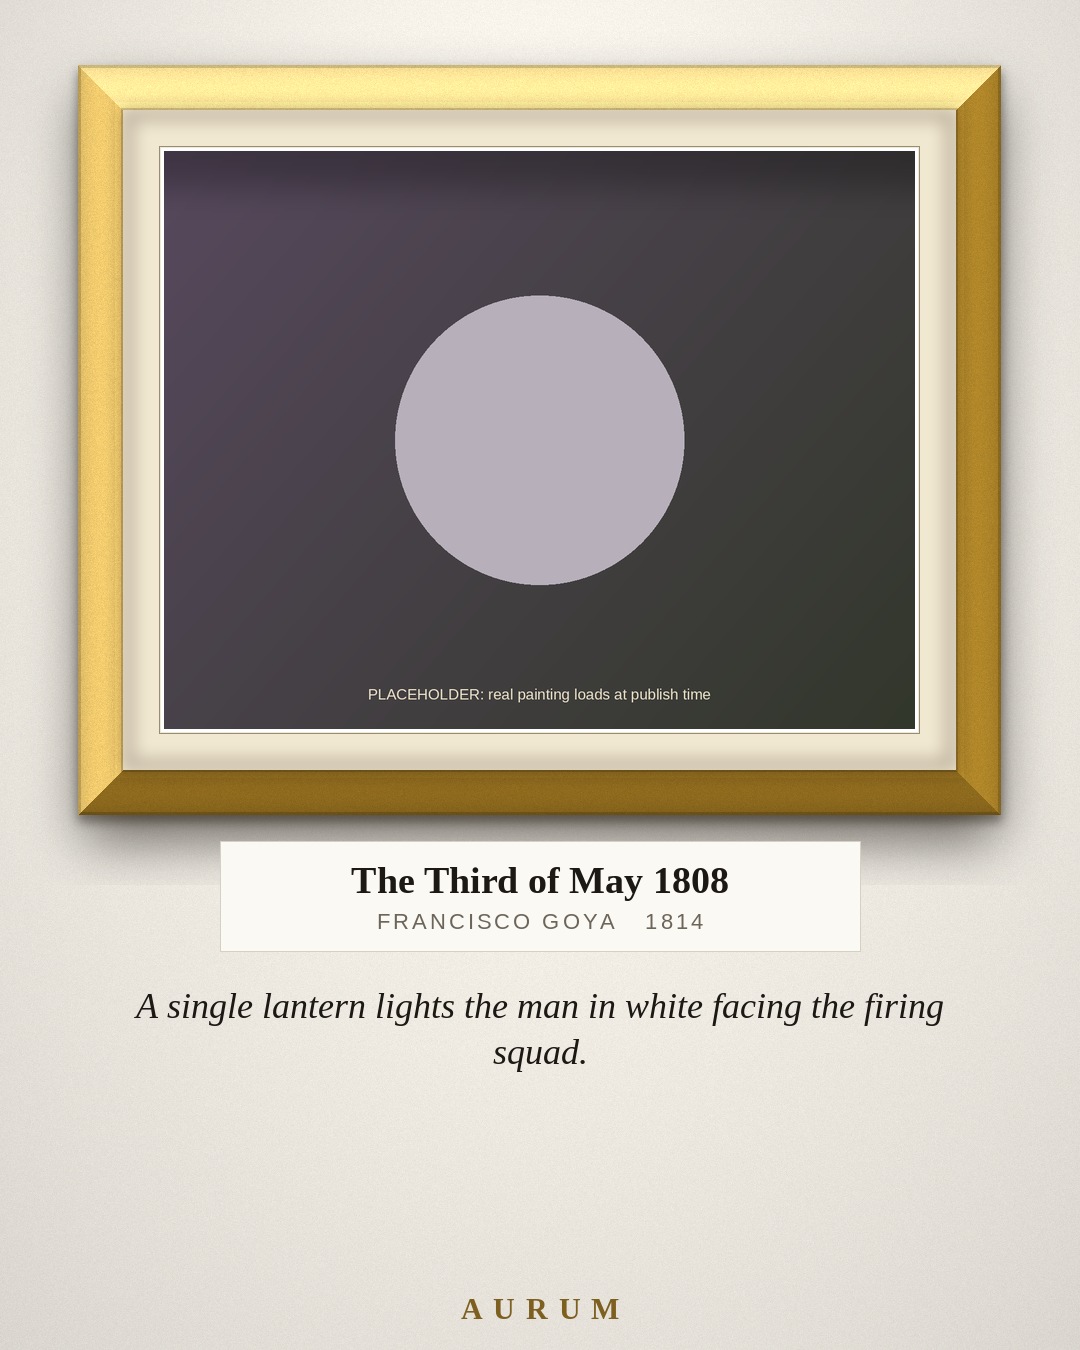 PLACEHOLDER: real painting loads at publish time
The Third of May 1808
FRANCISCO GOYA 1814
A single lantern lights the man in white facing the firing
squad.
AURUM